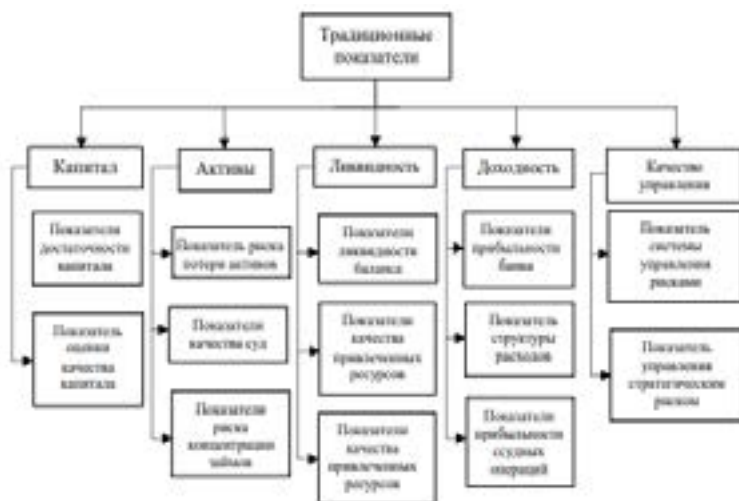 Традиционные
показатели
Капитал
Активы
Ликвидность
Доходность
Качество
управления
Показатели
достаточности
капитала
Показатель
оценки
качества
капитала
Показатель риска
потери активов
Показатели
качества суд
Показатели
риска
концентрации
займов
Показатели
ликвидности
баланса
Показатели
качества
привлеченных
ресурсов
Показатели
качества
привлеченных
ресурсов
Показатели
прибыльности
банка
Показатель
структуры
расходов
Показатели
прибыльности
ссудных
операций
Показатель
системы
управления
рисками
Показатель
управления
стратегическим
риском